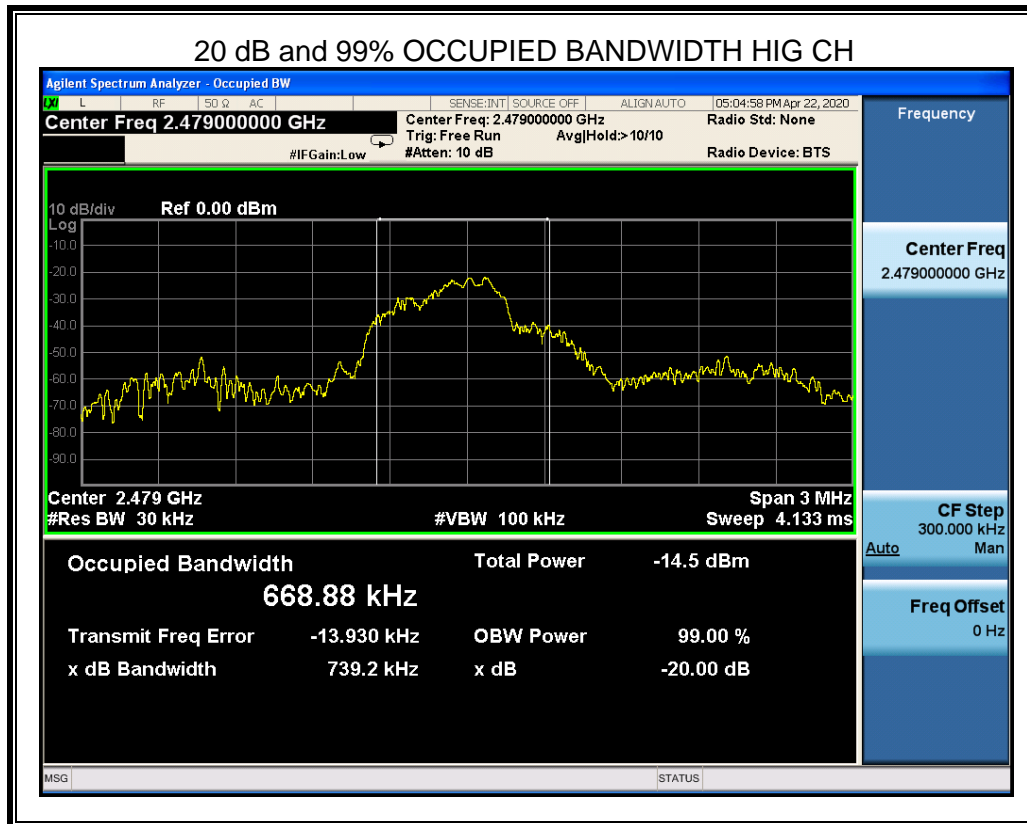 20 dB and 99% OCCUPIED BANDWIDTH HIG CH
Agilent Spectrum Analyzer - Occupied BW
LXI L RF 50 Ω AC SENSE:INT SOURCE OFF ALIGN AUTO 05:04:58 PM Apr 22, 2020
Center Freq 2.479000000 GHz
#IFGain:Low
Center Freq: 2.479000000 GHz
Trig: Free Run Avg|Hold:>10/10
#Atten: 10 dB
Radio Std: None
Radio Device: BTS
10 dB/div Ref 0.00 dBm
Log
-10.0
-20.0
-30.0
-40.0
-50.0
-60.0
-70.0
-80.0
-90.0
Center 2.479 GHz Span 3 MHz
#Res BW 30 kHz #VBW 100 kHz Sweep 4.133 ms
Occupied Bandwidth Total Power -14.5 dBm
668.88 kHz
Transmit Freq Error -13.930 kHz OBW Power 99.00 %
x dB Bandwidth 739.2 kHz x dB -20.00 dB
Frequency
Center Freq
2.479000000 GHz
CF Step
300.000 kHz
Auto Man
Freq Offset
0 Hz
MSG STATUS